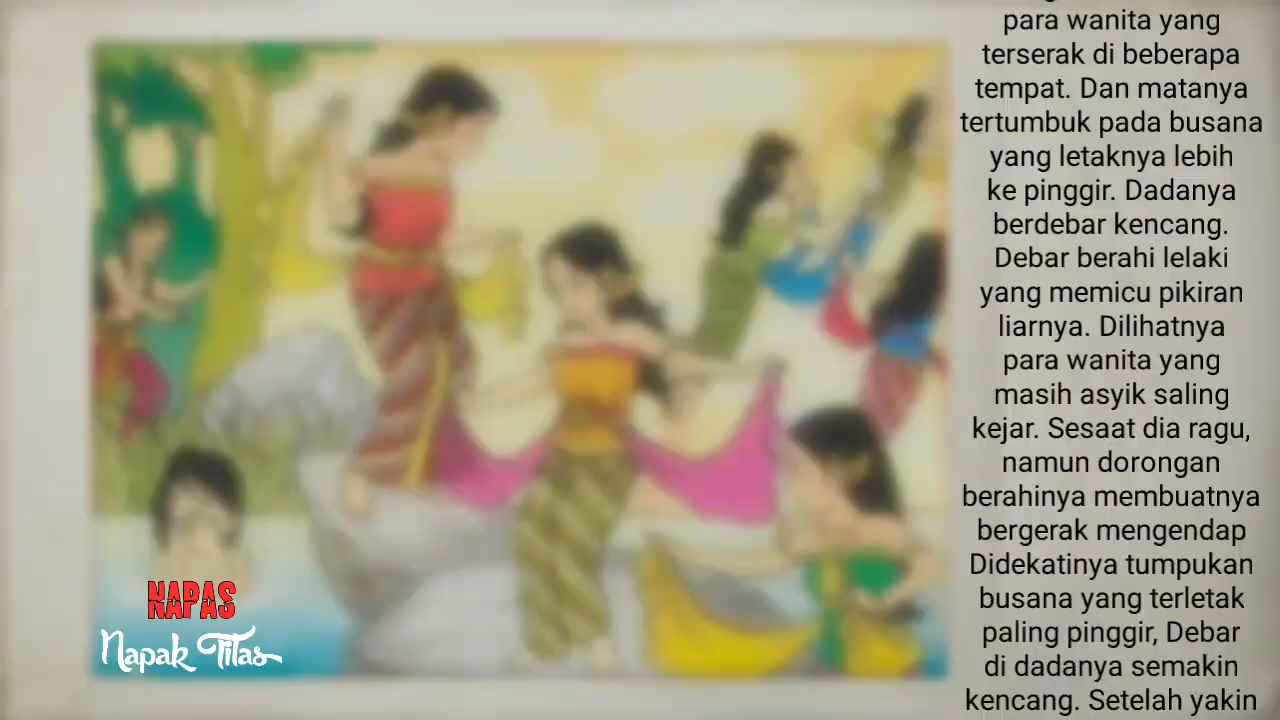 para wanita yang
terserak di beberapa
tempat. Dan matanya
tertumbuk pada busana
yang letaknya lebih
ke pinggir. Dadanya
berdebar kencang.
Debar berahi lelaki
yang memicu pikiran
liarnya. Dilihatnya
para wanita yang
masih asyik saling
kejar. Sesaat dia ragu,
namun dorongan
berahinya membuatnya
bergerak mengendap
Didekatinya tumpukan
busana yang terletak
paling pinggir, Debar
di dadanya semakin
kencang. Setelah yakin
NAPAS
Napak Tilas